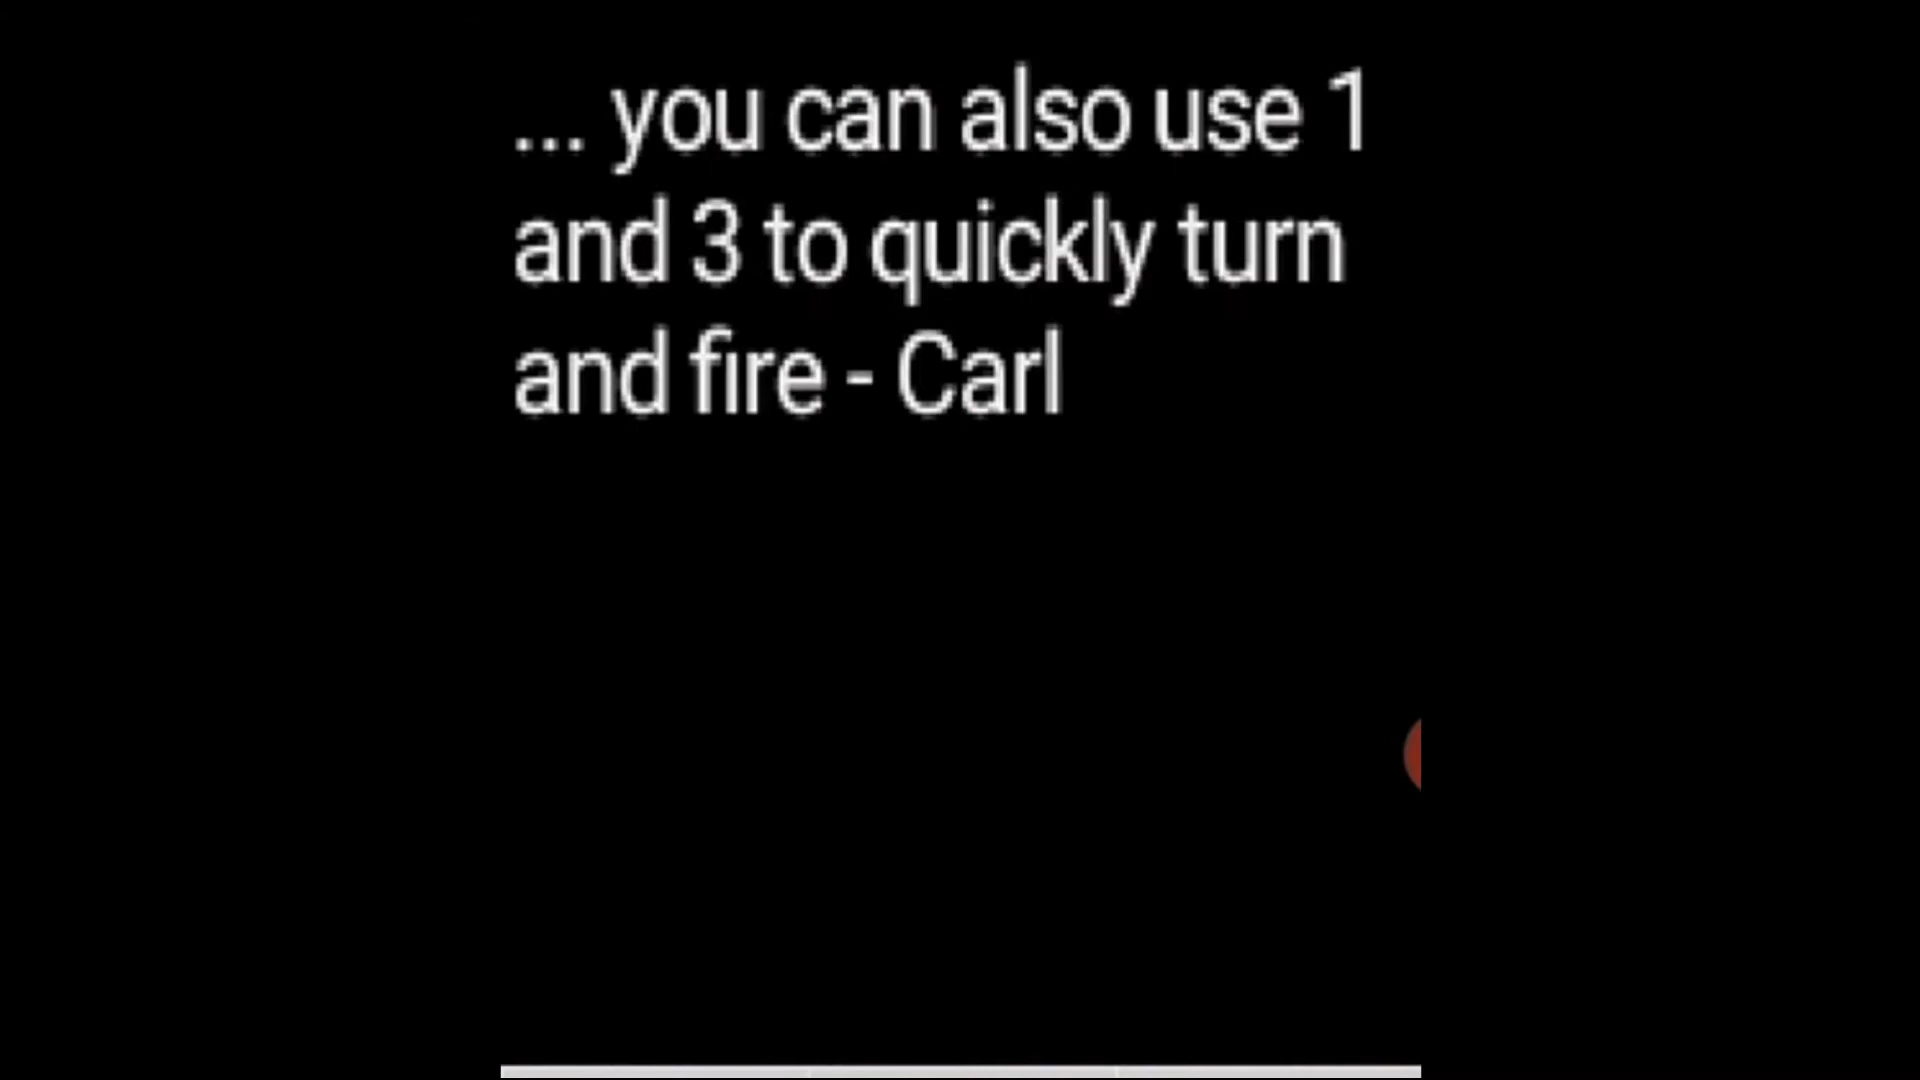 ... you can also use 1
and 3 to quickly turn
and fire - Carl